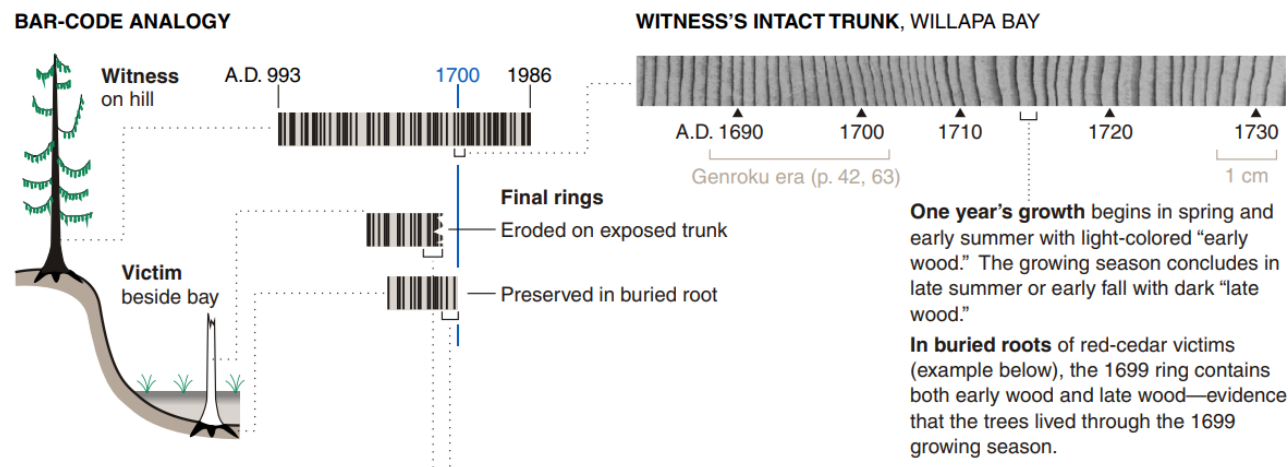 BAR-CODE ANALOGY
Witness
on hill
A.D. 993
1700
1986
Final rings
Eroded on exposed trunk
Victim
beside bay
Preserved in buried root
WITNESS'S INTACT TRUNK, WILLAPA BAY
A.D. 1690
1700
1710
1720
1730
Genroku era (p. 42, 63)
1 cm
One year's growth begins in spring and
early summer with light-colored “early
wood.”  The growing season concludes in
late summer or early fall with dark “late
wood.”
In buried roots of red-cedar victims
(example below), the 1699 ring contains
both early wood and late wood—evidence
that the trees lived through the 1699
growing season.